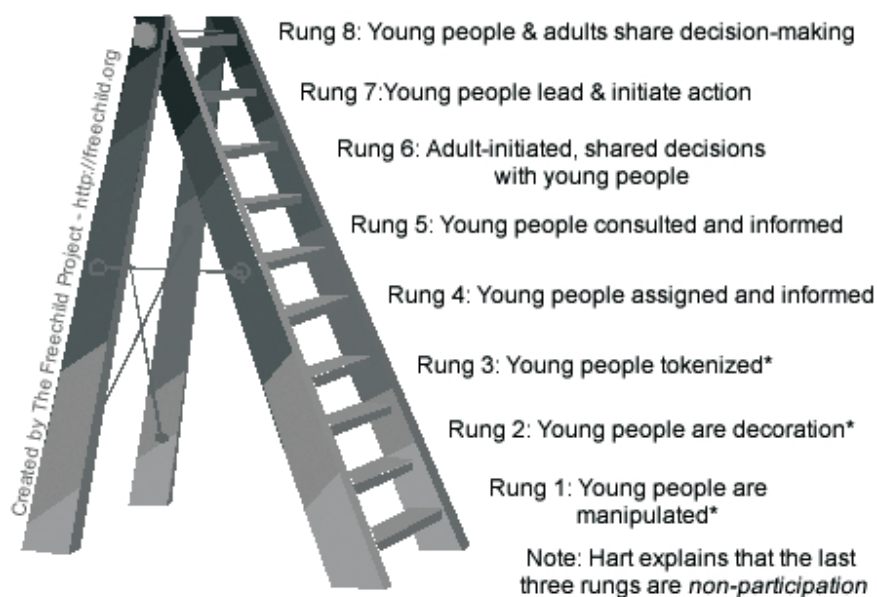 Rung 8: Young people & adults share decision-making
Rung 7:Young people lead & initiate action
Rung 6: Adult-initiated, shared decisions
with young people
Rung 5: Young people consulted and informed
Rung 4: Young people assigned and informed
Rung 3: Young people tokenized*
Rung 2: Young people are decoration*
Rung 1: Young people are
manipulated*
Note: Hart explains that the last
three rungs are non-participation
Created by The Freechild Project - http://freechild.org